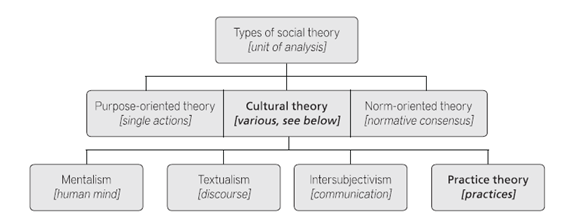 Types of social theory
[unit of analysis]
Purpose-oriented theory
[single actions]
Cultural theory
[various, see below]
Norm-oriented theory
[normative consensus]
Mentalism
[human mind]
Textualism
[discourse]
Intersubjectivism
[communication]
Practice theory
[practices]